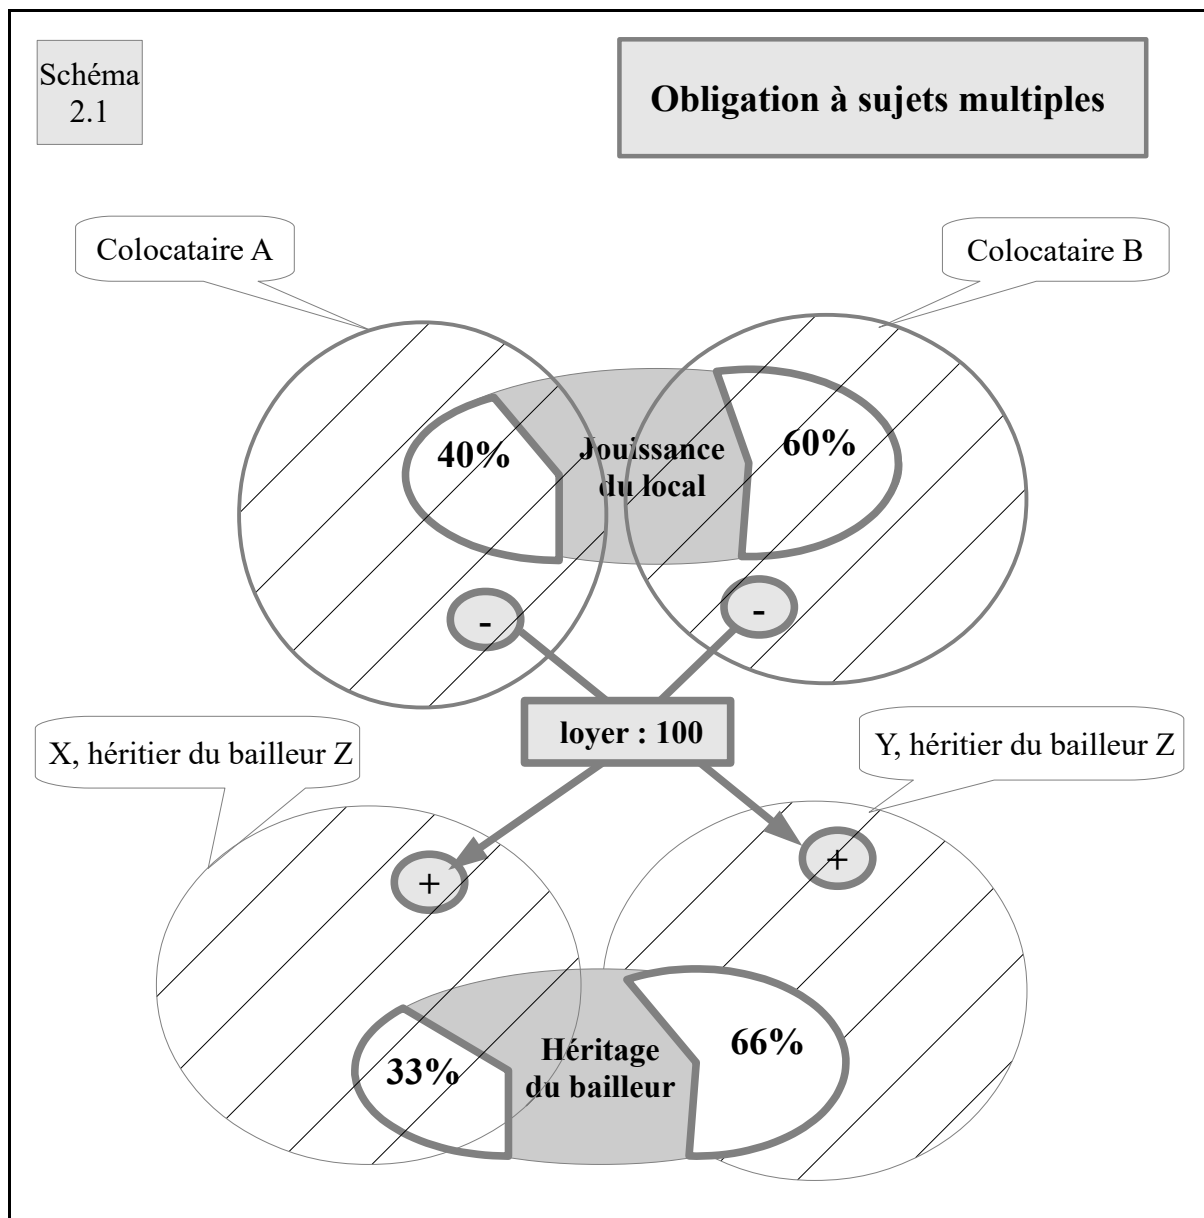 Schéma
2.1
Obligation à sujets multiples
Colocataire A
Colocataire B
40%
Jouissance
du local
60%
-
-
loyer : 100
X, héritier du bailleur Z
Y, héritier du bailleur Z
+
+
33%
Héritage
du bailleur
66%